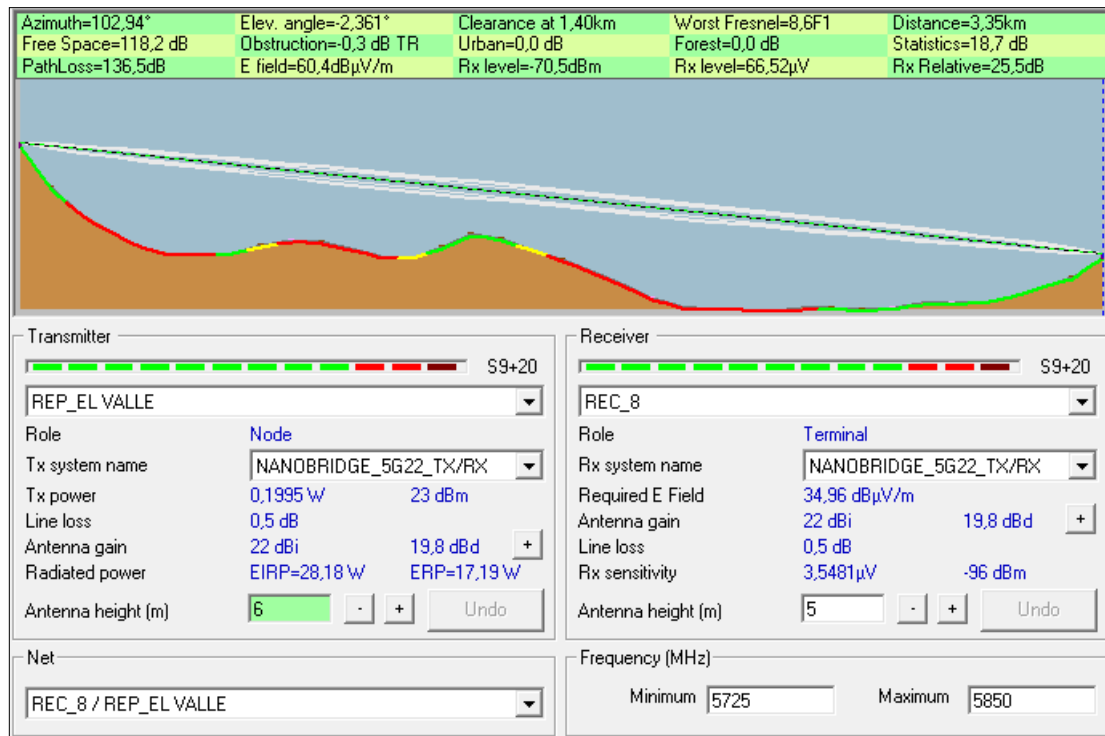 Azimuth=102,94° Elev. angle=-2,361° Clearance at 1,40km Worst Fresnel=8,6F1 Distance=3,35km
Free Space=118,2 dB Obstruction=-0,3 dB TR Urban=0,0 dB Forest=0,0 dB Statistics=18,7 dB
PathLoss=136,5dB E field=60,4dBµV/m Rx level=-70,5dBm Rx level=66,52µV Rx Relative=25,5dB
Transmitter
S9+20
REP_EL VALLE
Role Node
Tx system name NANOBRIDGE_5G22_TX/RX
Tx power 0,1995 W 23 dBm
Line loss 0,5 dB
Antenna gain 22 dBi 19,8 dBd +
Radiated power EIRP=28,18 W ERP=17,19 W
Antenna height (m) 6 - + Undo
Receiver
S9+20
REC_8
Role Terminal
Rx system name NANOBRIDGE_5G22_TX/RX
Required E Field 34,96 dBµV/m
Antenna gain 22 dBi 19,8 dBd +
Line loss 0,5 dB
Rx sensitivity 3,5481µV -96 dBm
Antenna height (m) 5 - + Undo
Net
REC_8 / REP_EL VALLE
Frequency (MHz)
Minimum 5725 Maximum 5850